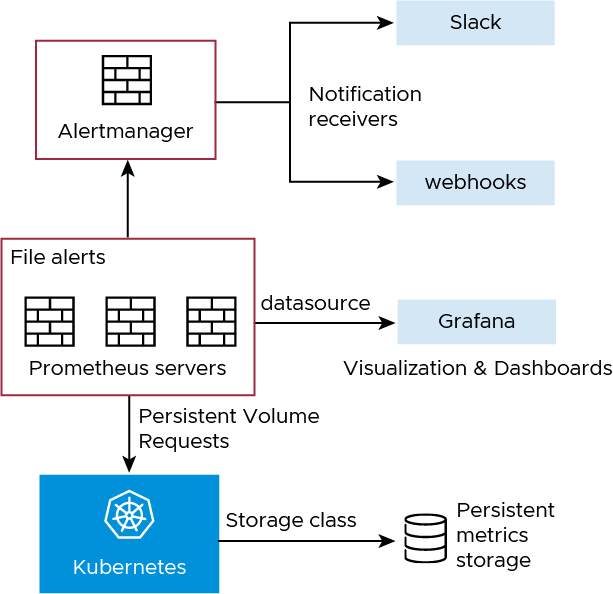 Slack
Alertmanager
Notification
receivers
webhooks
File alerts
Prometheus servers
datasource
Grafana
Visualization & Dashboards
Persistent Volume
Requests
Kubernetes
Storage class
Persistent
metrics
storage